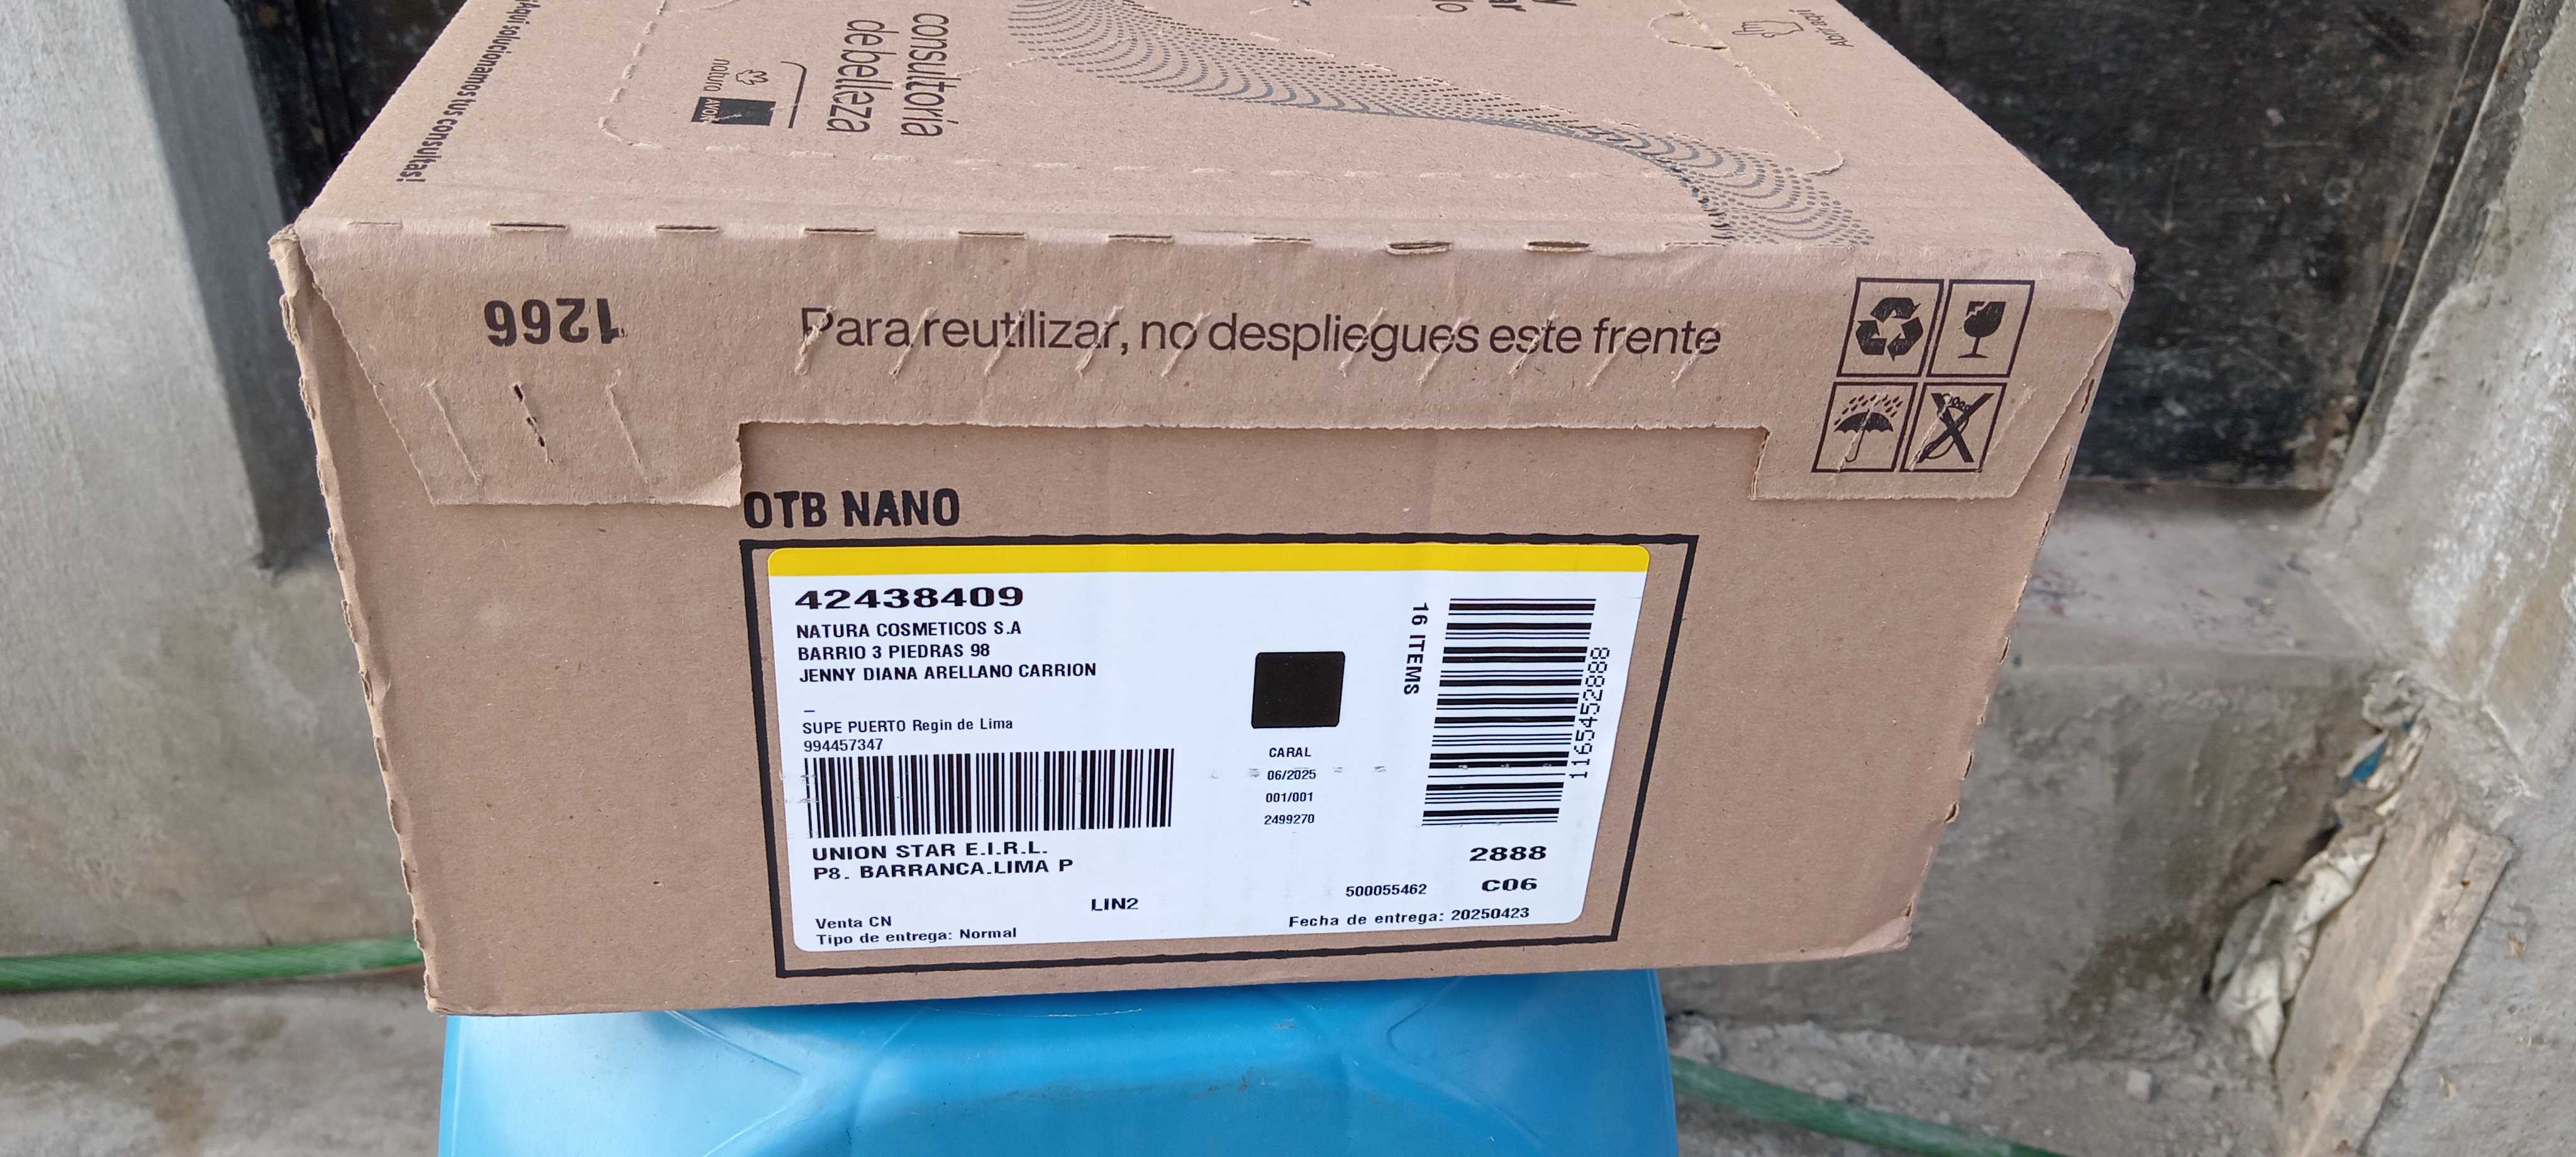 ¡Aquí solucionamos tus consultas!
consultoría
de belleza
natura AVON
Abrí aquí
1266
Para reutilizar, no despliegues este frente
OTB NANO
42438409
NATURA COSMETICOS S.A
BARRIO 3 PIEDRAS 98
JENNY DIANA ARELLANO CARRION
_
SUPE PUERTO Regin de Lima
994457347
16 ITEMS
1165452888
CARAL
06/2025
001/001
2499270
UNION STAR E.I.R.L.
P8. BARRANCA.LIMA P
2888
LIN2
500055462
C06
Venta CN
Fecha de entrega: 20250423
Tipo de entrega: Normal